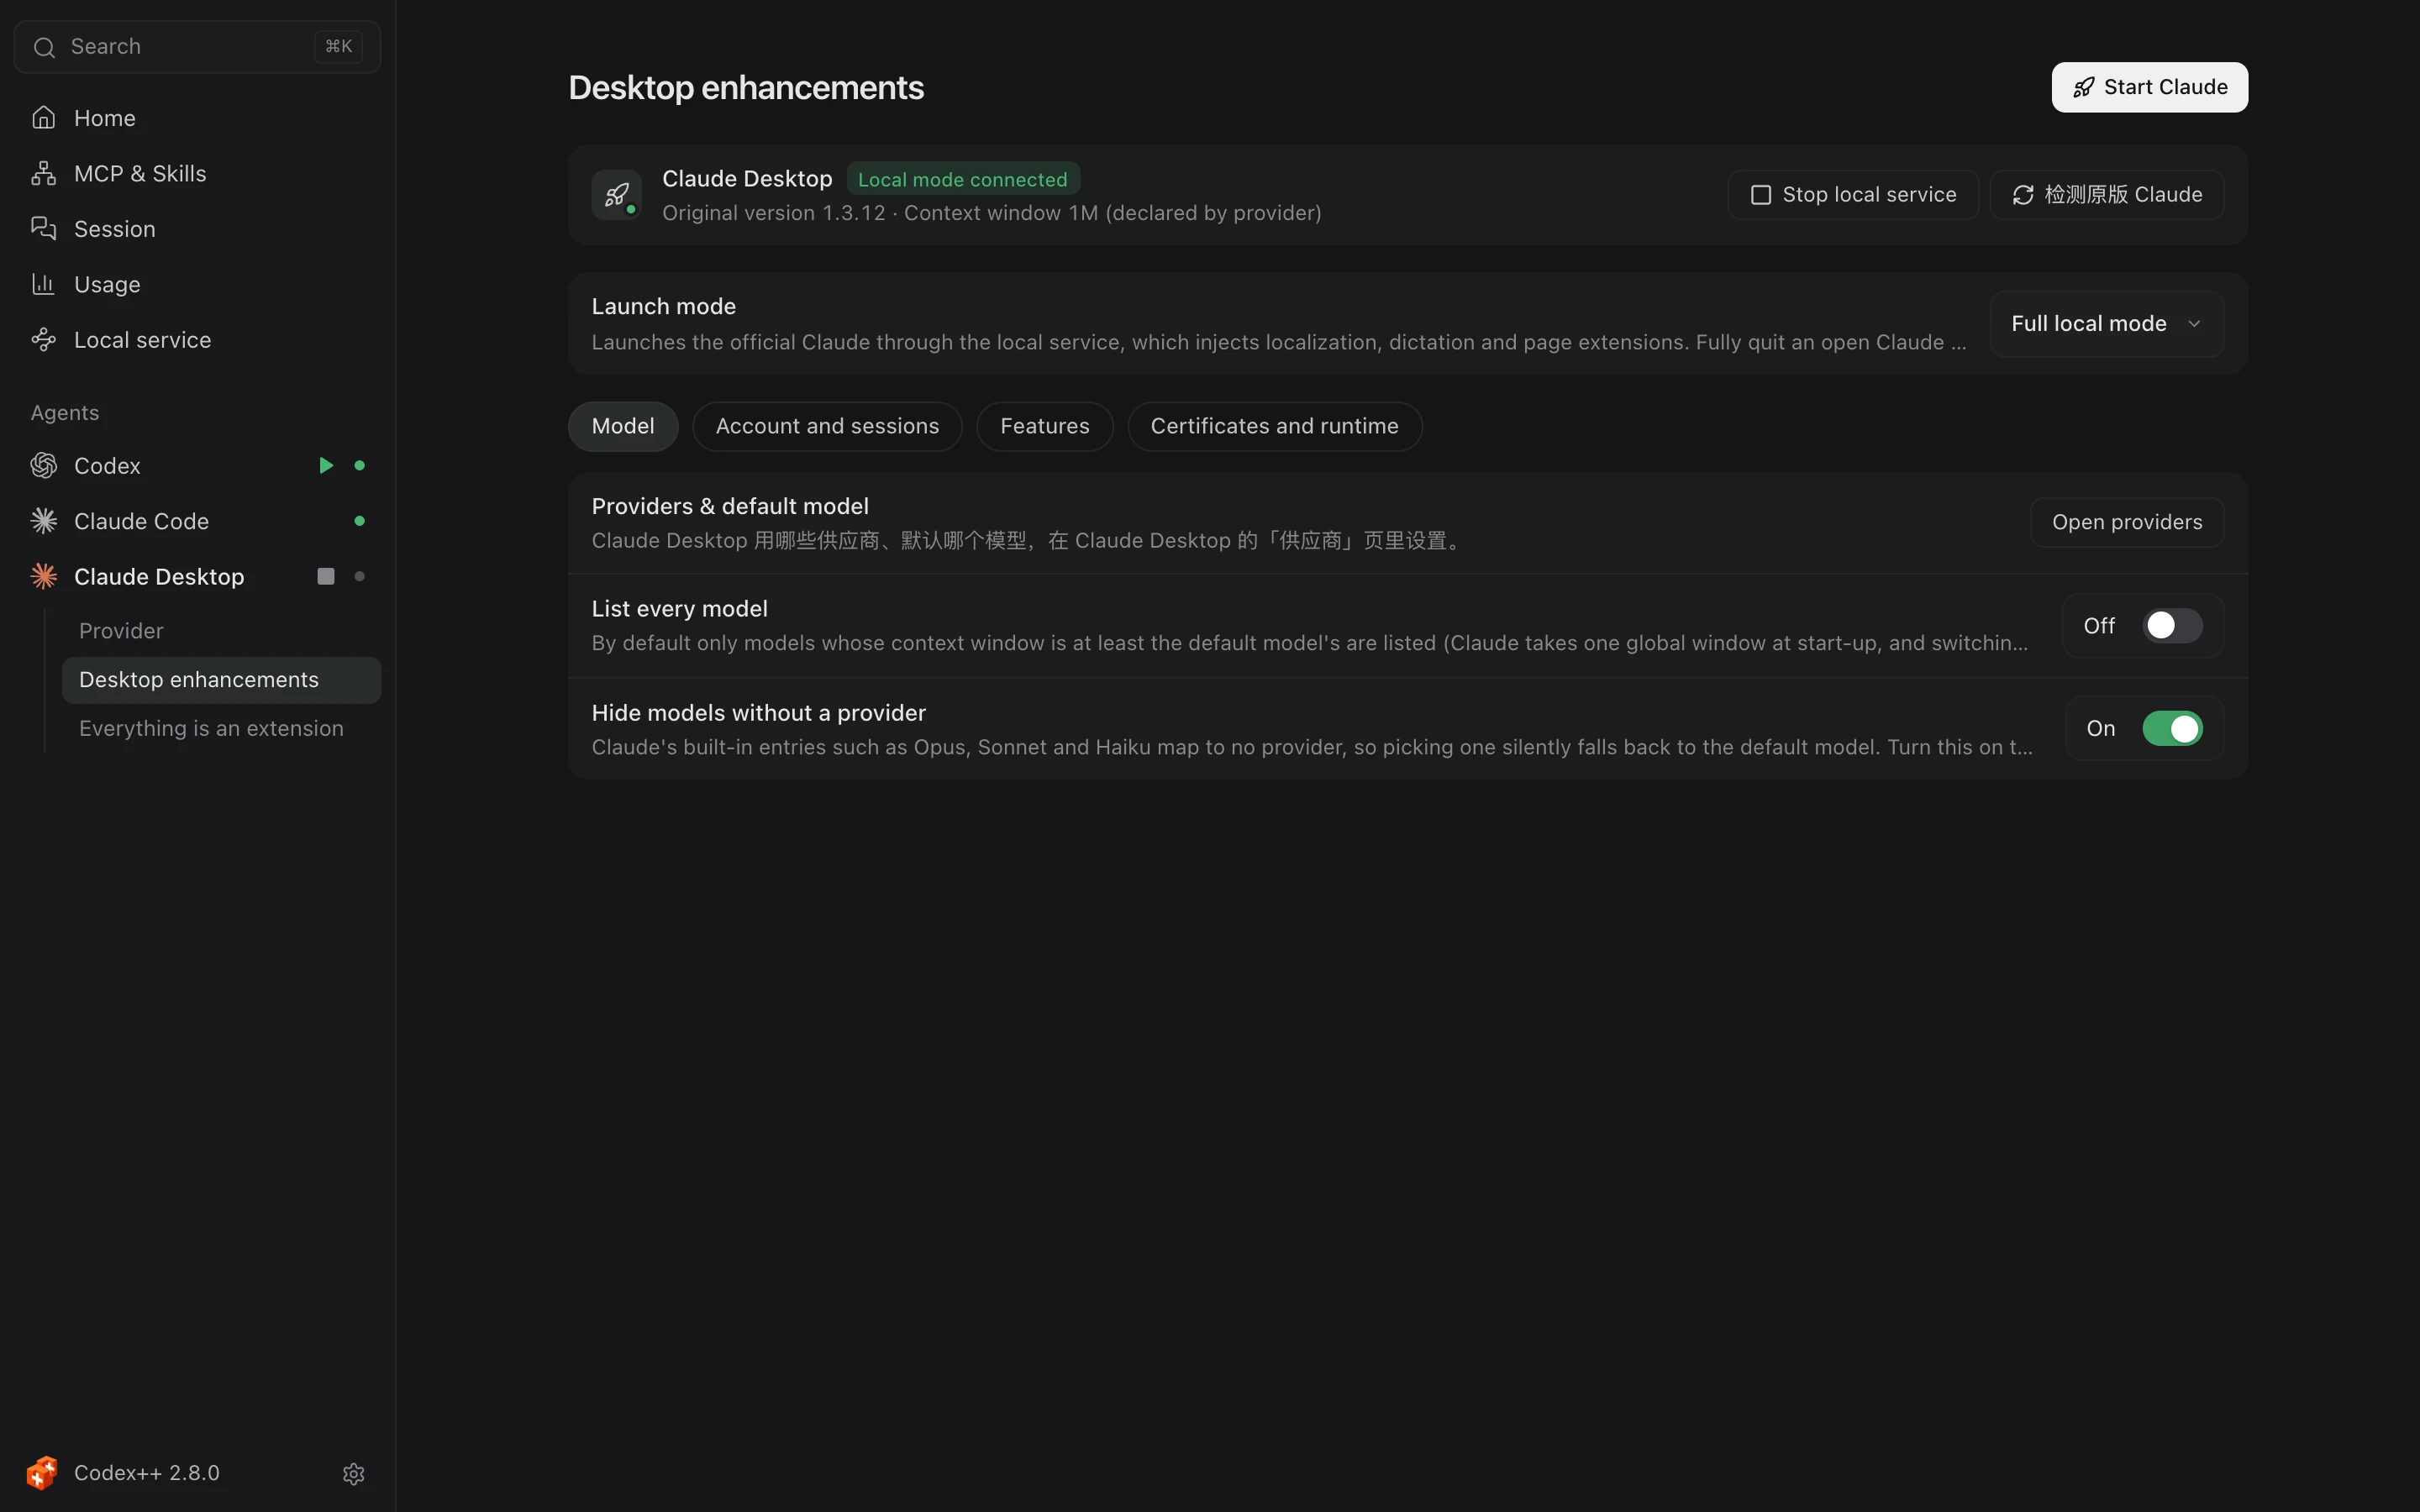 Search
⌘K
Home
MCP & Skills
Session
Usage
Local service
Agents
Codex
Claude Code
Claude Desktop
Provider
Desktop enhancements
Everything is an extension
Codex++ 2.8.0
Desktop enhancements
Start Claude
Claude Desktop
Local mode connected
Original version 1.3.12 · Context window 1M (declared by provider)
Stop local service
检测原版 Claude
Launch mode
Launches the official Claude through the local service, which injects localization, dictation and page extensions. Fully quit an open Claude ...
Full local mode
Model
Account and sessions
Features
Certificates and runtime
Providers & default model
Claude Desktop 用哪些供应商、默认哪个模型，在 Claude Desktop 的「供应商」页里设置。
Open providers
List every model
By default only models whose context window is at least the default model's are listed (Claude takes one global window at start-up, and switchin...
Off
Hide models without a provider
Claude's built-in entries such as Opus, Sonnet and Haiku map to no provider, so picking one silently falls back to the default model. Turn this on t...
On